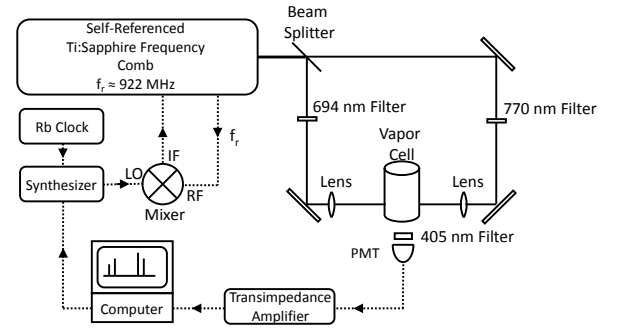 Self-Referenced
Ti:Sapphire Frequency
Comb
fr ≈ 922 MHz
Beam
Splitter
694 nm Filter
770 nm Filter
Rb Clock
fr
Vapor
Cell
IF
LO
RF
Synthesizer
Mixer
Lens
Lens
405 nm Filter
PMT
Computer
Transimpedance
Amplifier